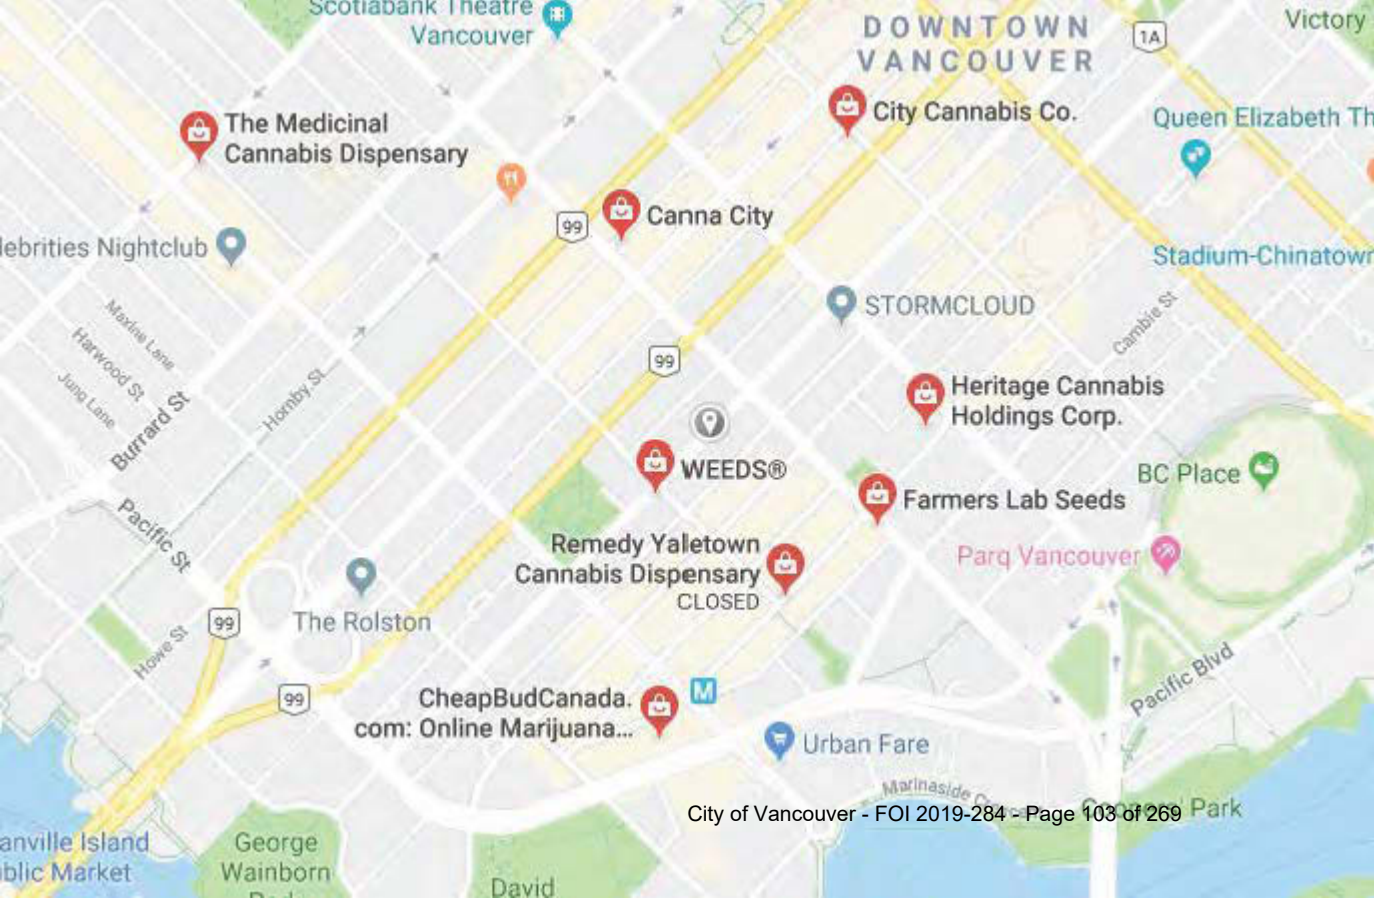 Scotiabank Theatre
Vancouver
DOWNTOWN
VANCOUVER
1A
Victory
The Medicinal
Cannabis Dispensary
City Cannabis Co.
Queen Elizabeth Th
99
Canna City
lebrities Nightclub
Stadium-Chinatown
STORMCLOUD
Cambie St
Maxine Lane
Harwood St
Jung Lane
Burrard St
Hornby St
99
Heritage Cannabis
Holdings Corp.
WEEDS®
BC Place
Farmers Lab Seeds
Pacific St
Remedy Yaletown
Cannabis Dispensary
CLOSED
Parq Vancouver
The Rolston
99
Howe St
99
CheapBudCanada.
com: Online Marijuana...
M
Urban Fare
Pacific Blvd
Marinaside
City of Vancouver - FOI 2019-284 - Page 103 of 269
Park
anville Island
blic Market
George
Wainborn
David